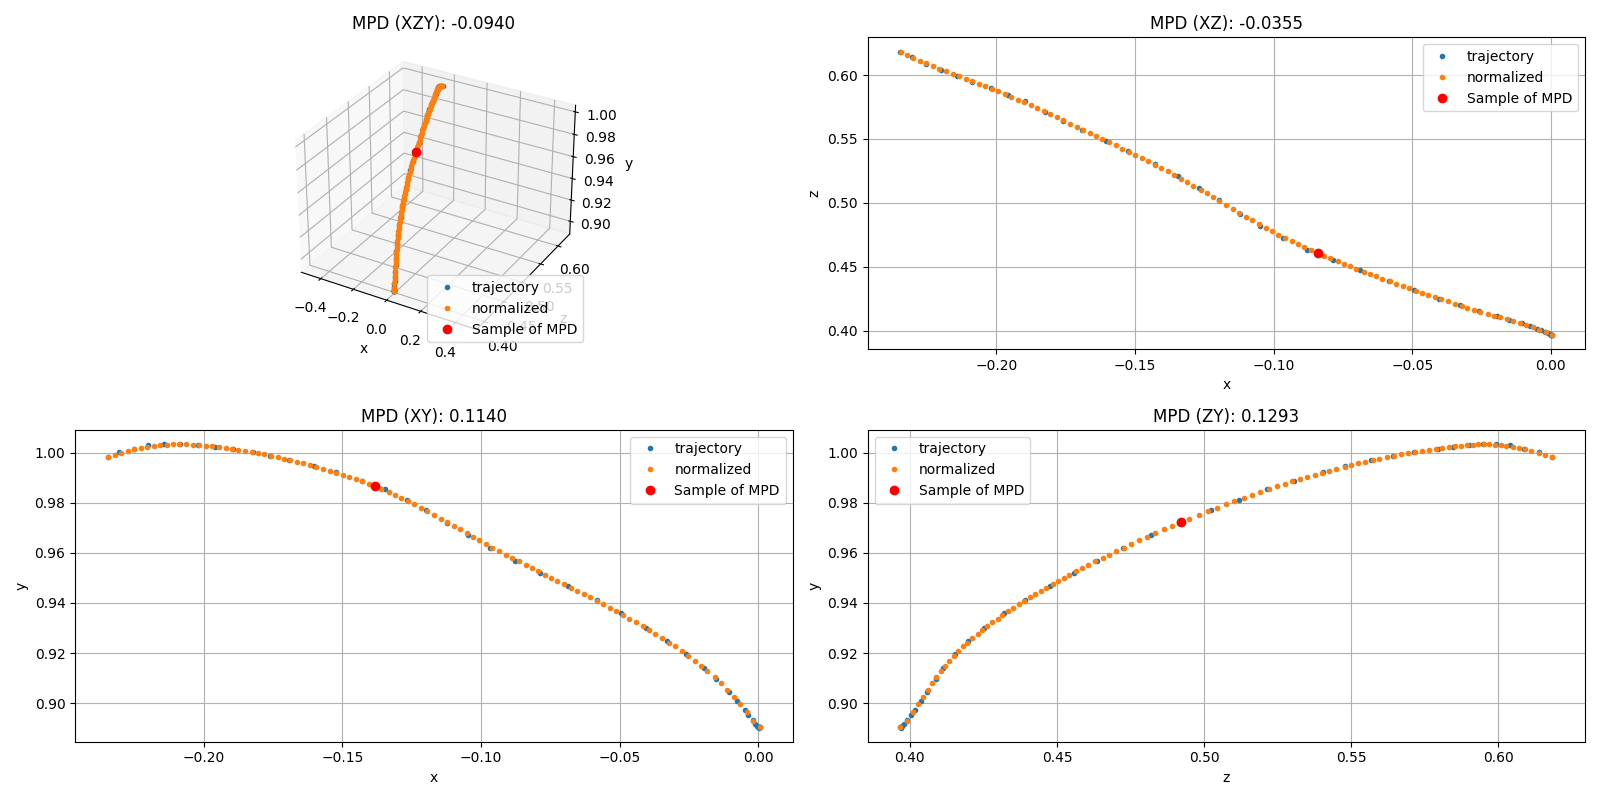 MPD (XZY): -0.0940
1.00
0.98
0.96
0.94
0.92
0.90
y
0.60
0.55
0.50
0.45
0.40
z
−0.4
−0.2
0.0
0.2
0.4
x
trajectory
normalized
Sample of MPD
MPD (XZ): -0.0355
trajectory
normalized
Sample of MPD
0.60
0.55
0.50
0.45
0.40
z
−0.20
−0.15
−0.10
−0.05
0.00
x
MPD (XY): 0.1140
trajectory
normalized
Sample of MPD
1.00
0.98
0.96
0.94
0.92
0.90
y
−0.20
−0.15
−0.10
−0.05
0.00
x
MPD (ZY): 0.1293
trajectory
normalized
Sample of MPD
1.00
0.98
0.96
0.94
0.92
0.90
y
0.40
0.45
0.50
0.55
0.60
z